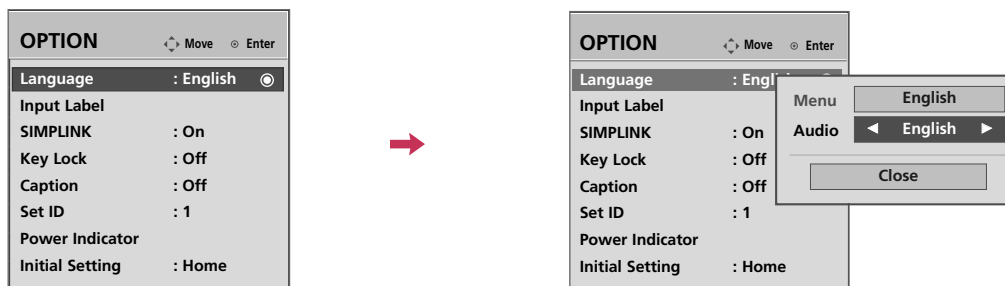 OPTION Move Enter
Language : English
Input Label
SIMPLINK : On
Key Lock : Off
Caption : Off
Set ID : 1
Power Indicator
Initial Setting : Home
OPTION Move Enter
Language : Engl
Input Label
SIMPLINK : On
Key Lock : Off
Caption : Off
Set ID : 1
Power Indicator
Initial Setting : Home
Menu English
Audio ◀ English ▶
Close